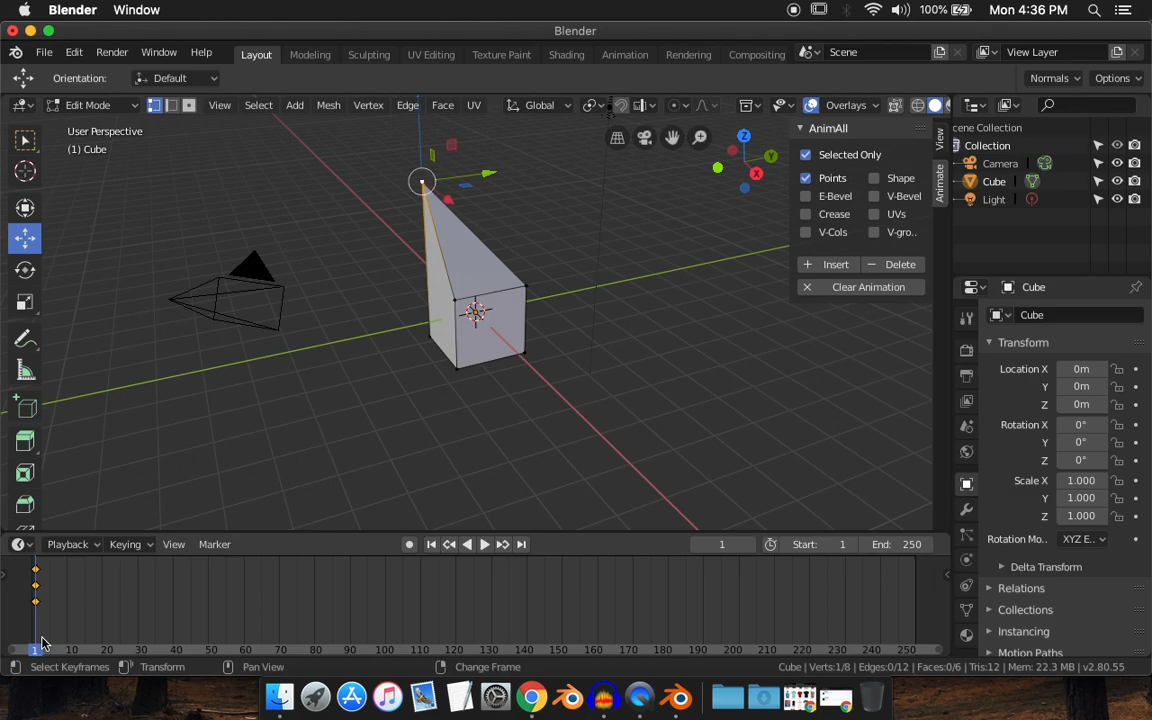 Blender Window 100% Mon 4:36 PM
Blender
File Edit Render Window Help Layout Modeling Sculpting UV Editing Texture Paint Shading Animation Rendering Compositing Scene View Layer
Orientation: Default Normals Options
Edit Mode View Select Add Mesh Vertex Edge Face UV Global Overlays
User Perspective
(1) Cube
AnimAll
Selected Only
Points Shape
E-Bevel V-Bevel
Crease UVs
V-Cols V-gro..
Insert Delete
Clear Animation
View
Animate
X
Y
Z
cene Collection
Collection
Camera
Cube
Light
Cube
Cube
Transform
Location X 0m
Y 0m
Z 0m
Rotation X 0°
Y 0°
Z 0°
Scale X 1.000
Y 1.000
Z 1.000
Rotation Mo.. XYZ E..
Delta Transform
Relations
Collections
Instancing
Motion Paths
Playback Keying View Marker 1 Start: 1 End: 250
1 10 20 30 40 50 60 70 80 90 100 110 120 130 140 150 160 170 180 190 200 210 220 230 240 250
Select Keyframes Transform Pan View Change Frame Cube | Verts:1/8 | Edges:0/12 | Faces:0/6 | Tris:12 | Mem: 22.3 MB | v2.80.55